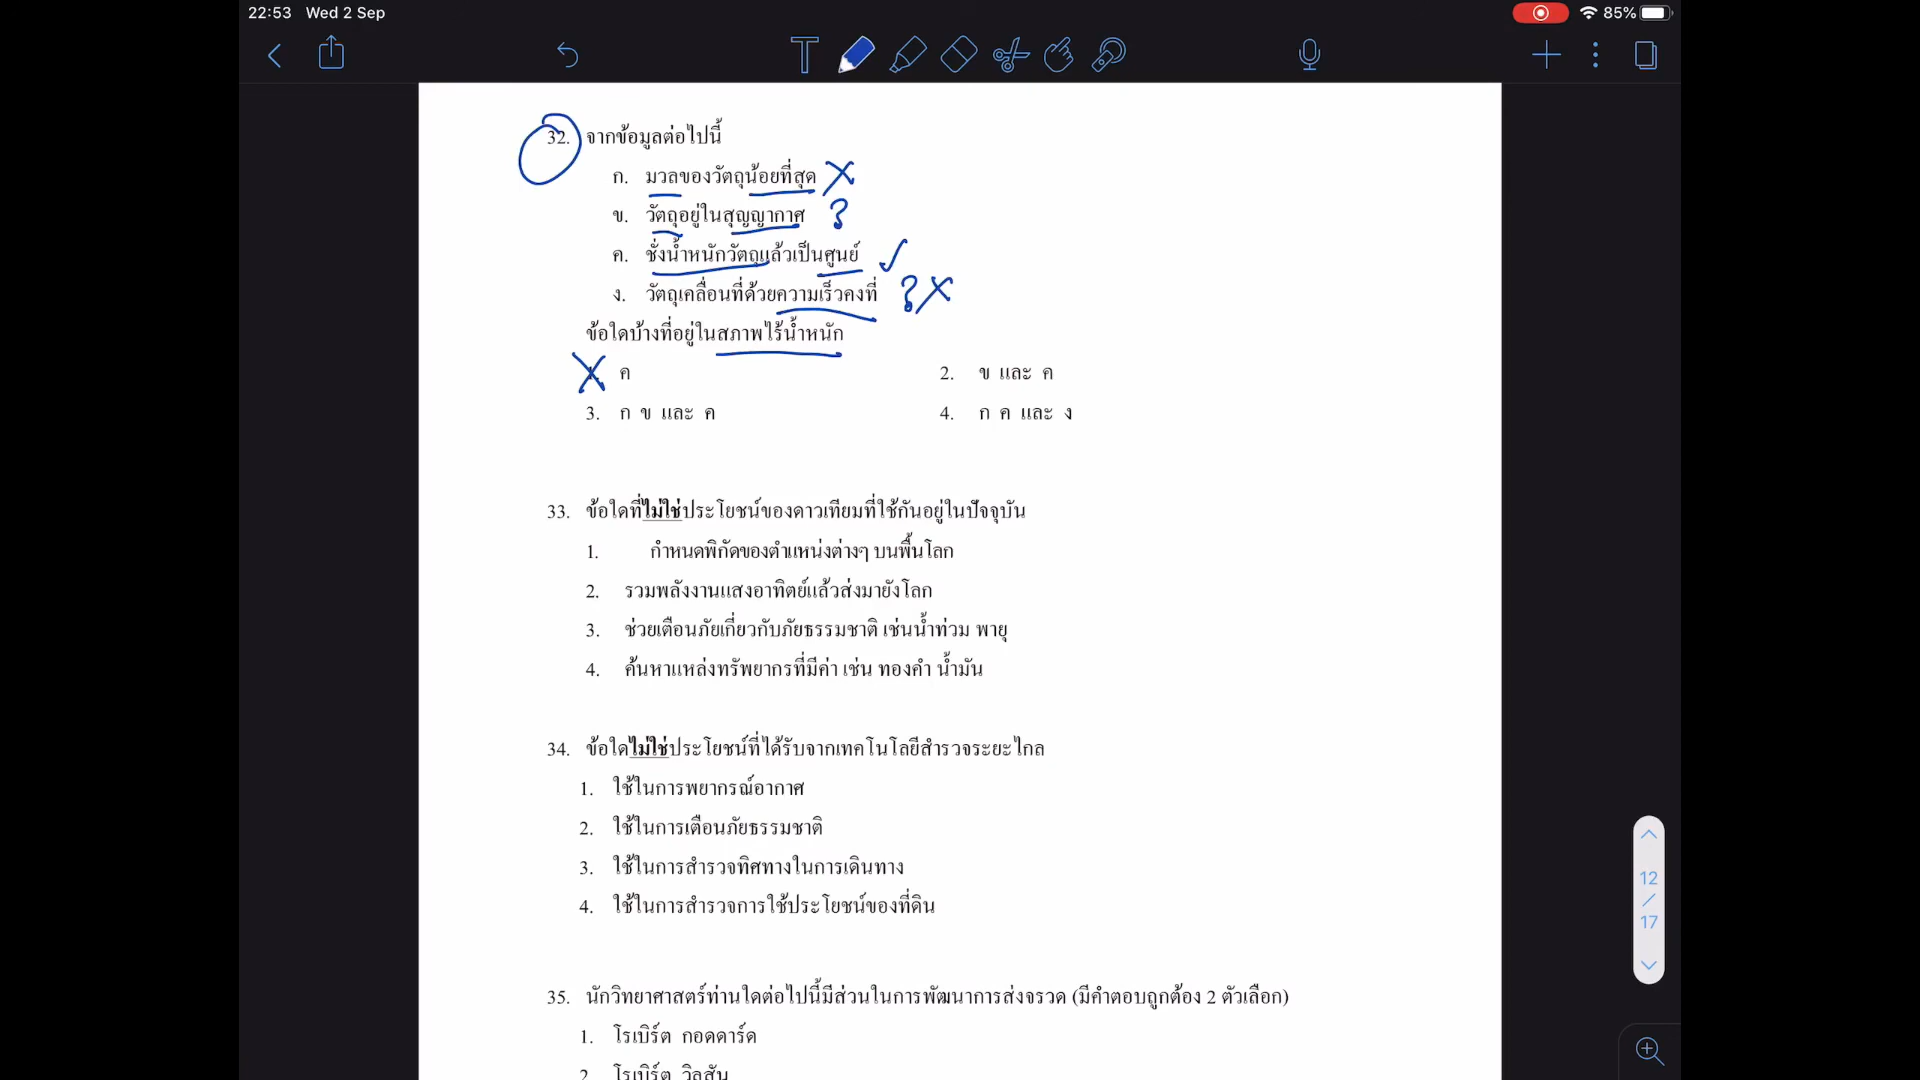 22:53 Wed 2 Sep
85%
32. จากข้อมูลต่อไปนี้
ก. มวลของวัตถุน้อยที่สุด
ข. วัตถุอยู่ในสุญญากาศ ?
ค. ชั่งน้ำหนักวัตถุแล้วเป็นศูนย์
ง. วัตถุเคลื่อนที่ด้วยความเร็วคงที่ ?
ข้อใดบ้างที่อยู่ในสภาพไร้น้ำหนัก
1. ค 2. ข และ ค
3. ก ข และ ค 4. ก ค และ ง
33. ข้อใดที่ไม่ใช่ประโยชน์ของดาวเทียมที่ใช้กันอยู่ในปัจจุบัน
1. กำหนดพิกัดของตำแหน่งต่างๆ บนพื้นโลก
2. รวมพลังงานแสงอาทิตย์แล้วส่งมายังโลก
3. ช่วยเตือนภัยเกี่ยวกับภัยธรรมชาติ เช่นน้ำท่วม พายุ
4. ค้นหาแหล่งทรัพยากรที่มีค่า เช่น ทองคำ น้ำมัน
34. ข้อใดไม่ใช่ประโยชน์ที่ได้รับจากเทคโนโลยีสำรวจระยะไกล
1. ใช้ในการพยากรณ์อากาศ
2. ใช้ในการเตือนภัยธรรมชาติ
3. ใช้ในการสำรวจทิศทางในการเดินทาง
4. ใช้ในการสำรวจการใช้ประโยชน์ของที่ดิน
12
/
17
35. นักวิทยาศาสตร์ท่านใดต่อไปนี้มีส่วนในการพัฒนาการส่งจรวด (มีคำตอบถูกต้อง 2 ตัวเลือก)
1. โรเบิร์ต กอดดาร์ด
2. โรเบิร์ต วิลสัน